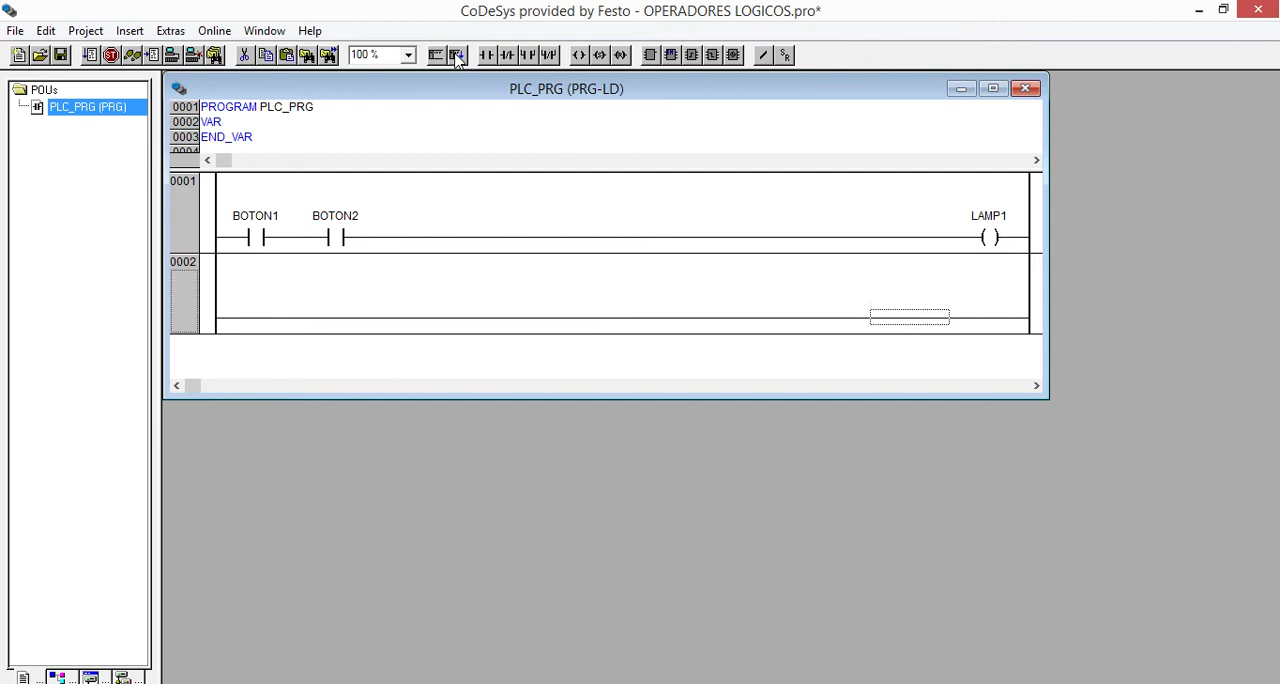 CoDeSys provided by Festo - OPERADORES LOGICOS.pro*
File Edit Project Insert Extras Online Window Help
100 %
POUs
PLC_PRG (PRG)
PLC_PRG (PRG-LD)
0001 PROGRAM PLC_PRG
0002 VAR
0003 END_VAR
0004
0001
BOTON1 BOTON2 LAMP1
0002